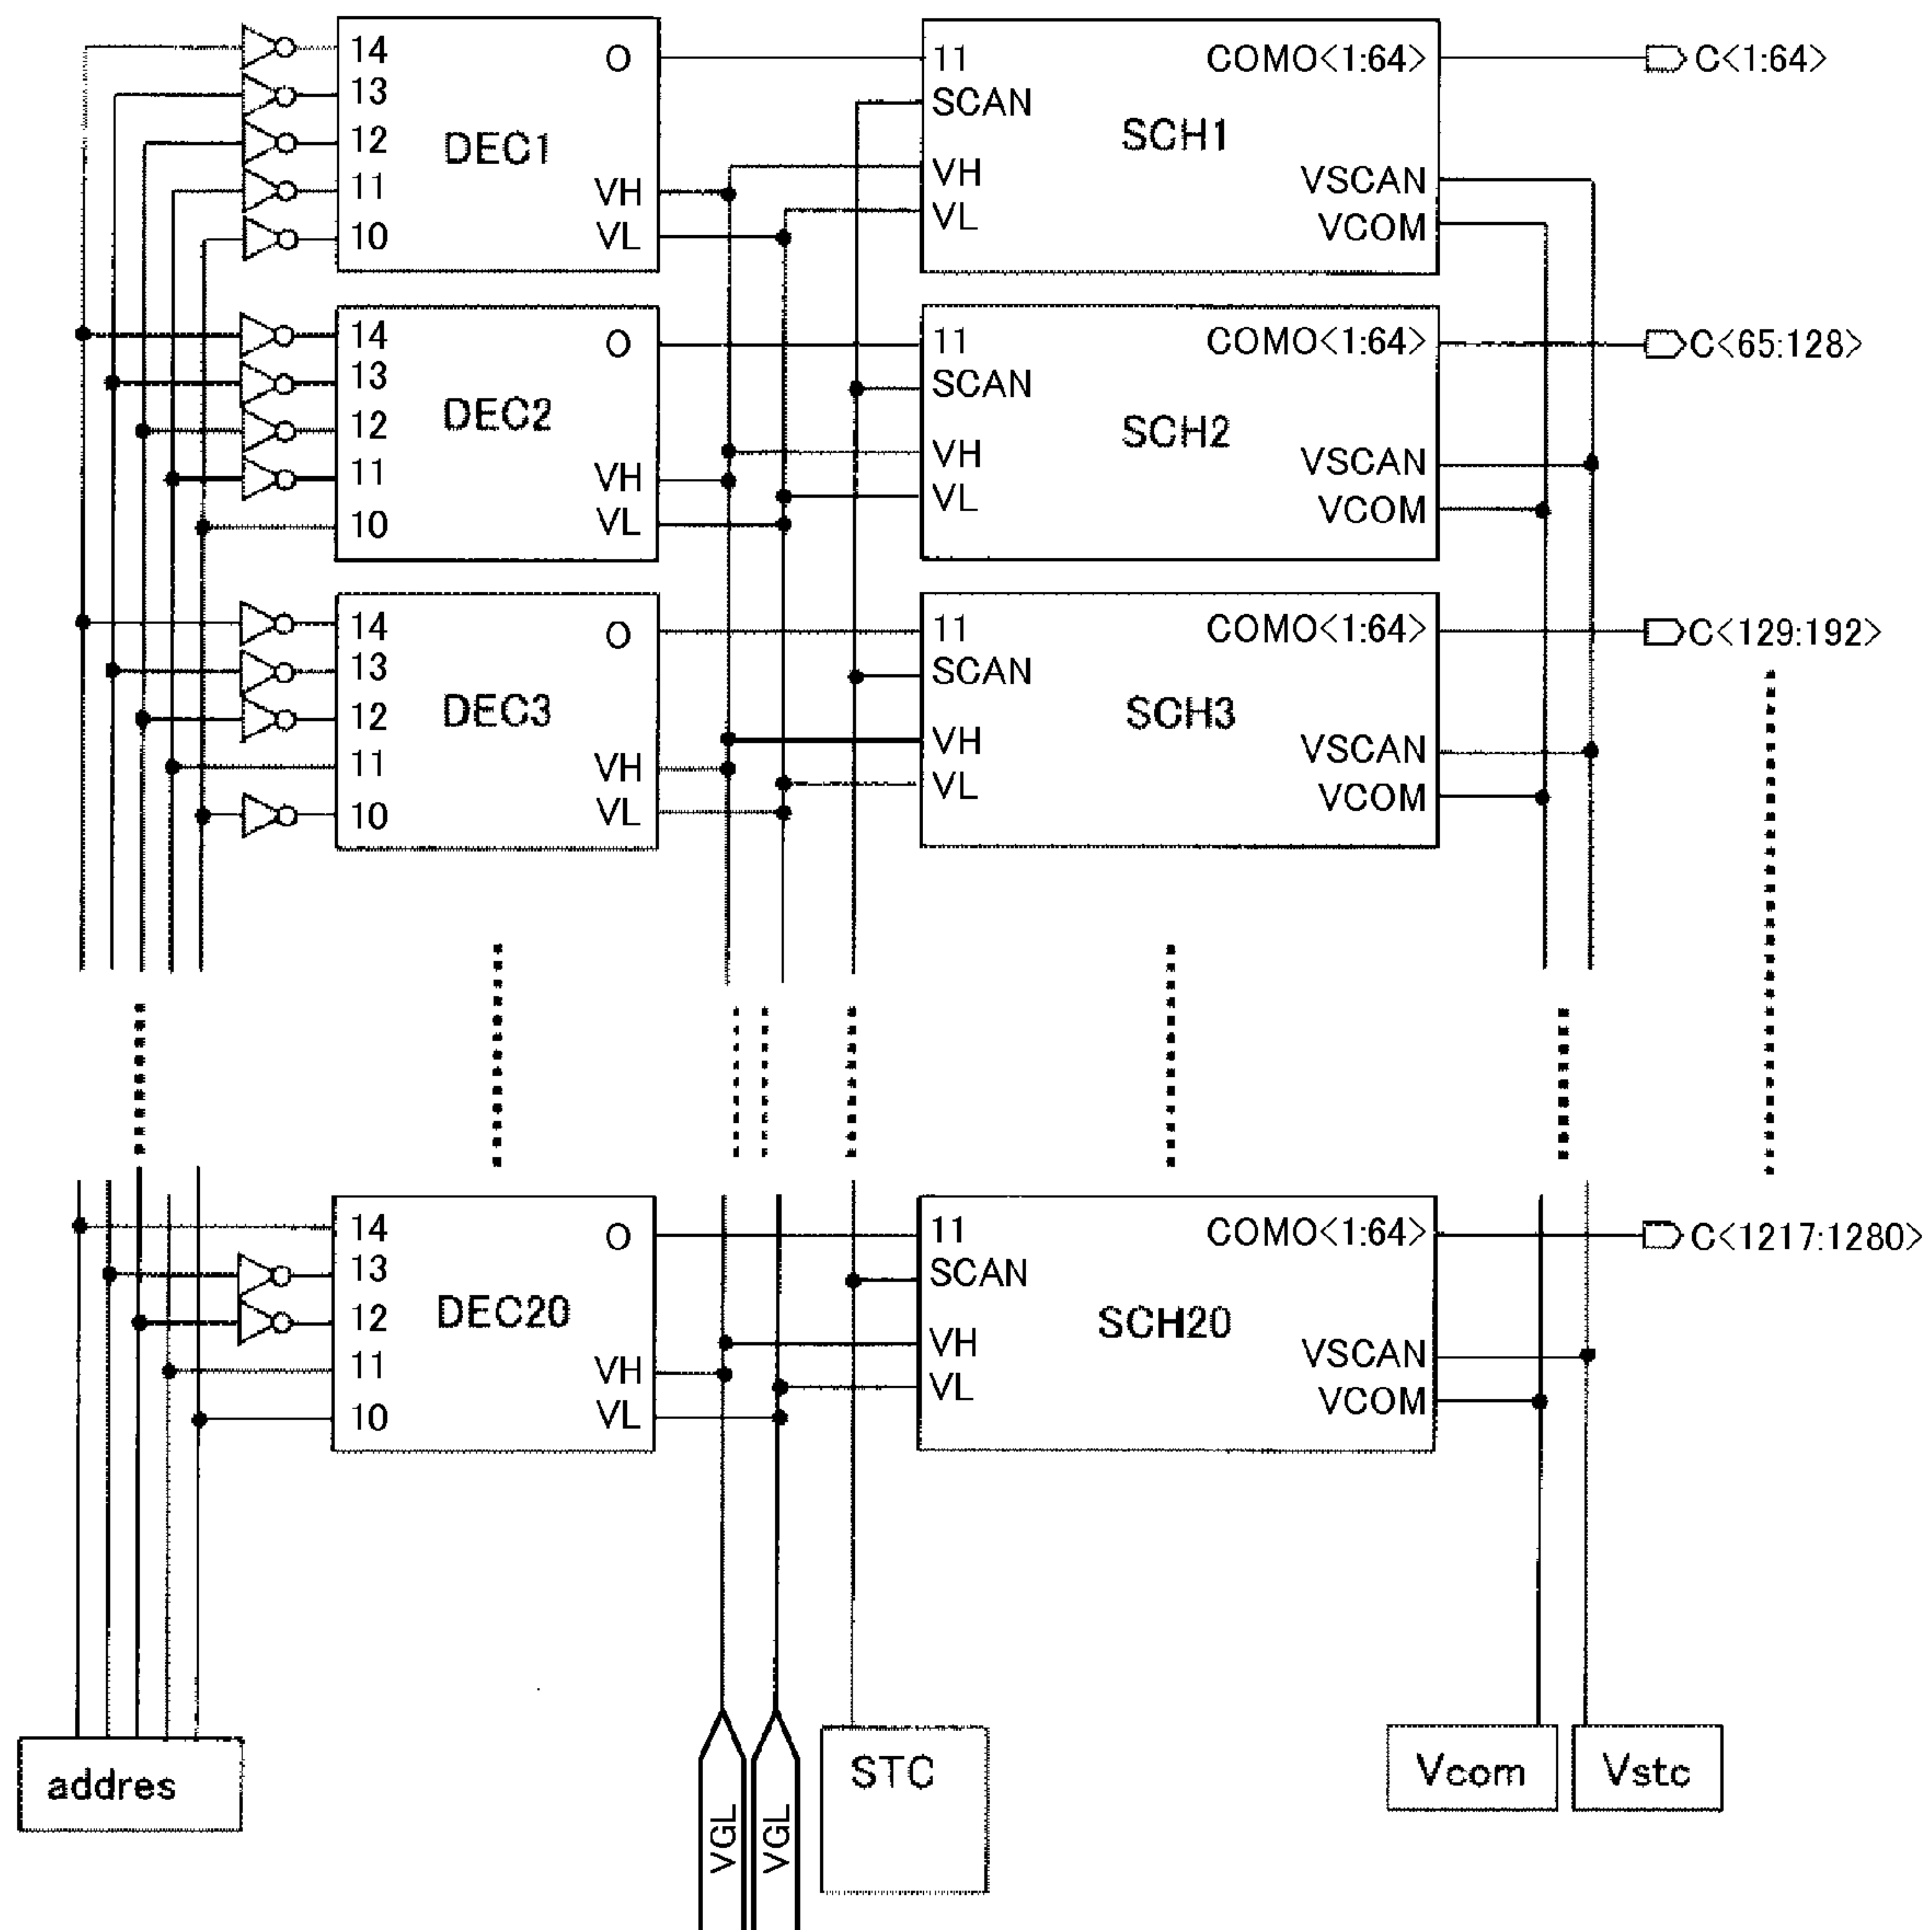 14 O 11 COMO<1:64> C<1:64>
13 SCAN
12 DEC1 SCH1
11 VH VH VSCAN
10 VL VL VCOM
14 O 11 COMO<1:64> C<65:128>
13 SCAN
12 DEC2 SCH2
11 VH VH VSCAN
10 VL VL VCOM
14 O 11 COMO<1:64> C<129:192>
13 SCAN
12 DEC3 SCH3
11 VH VH VSCAN
10 VL VL VCOM
14 O 11 COMO<1:64> C<1217:1280>
13 SCAN
12 DEC20 SCH20
11 VH VH VSCAN
10 VL VL VCOM
addres VGL VGL STC Vcom Vstc